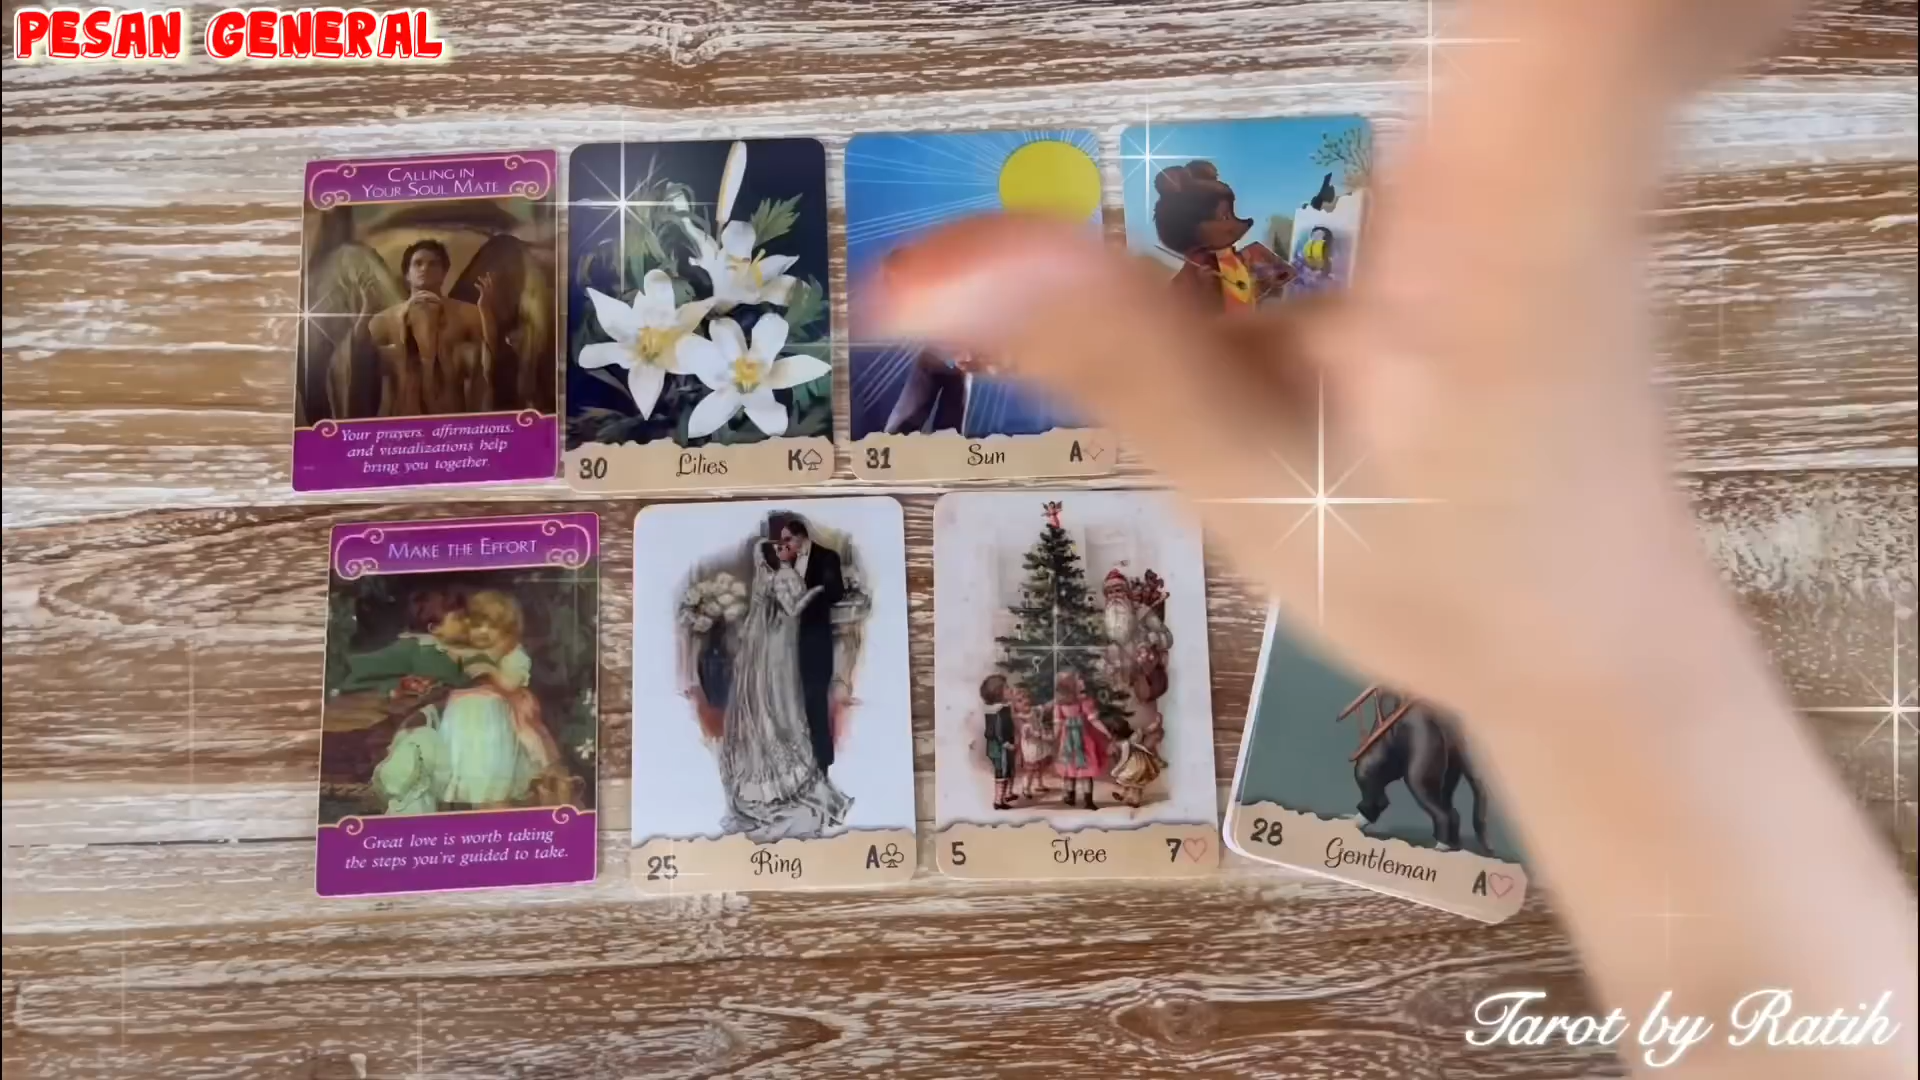 PESAN GENERAL
CALLING IN
YOUR SOUL MATE
Your prayers, affirmations,
and visualizations help
bring you together.
30 Lilies K
31 Sun A
MAKE THE EFFORT
Great love is worth taking
the steps you're guided to take.
25 Ring A
5 Tree 7
28 Gentleman A
Tarot by Ratih